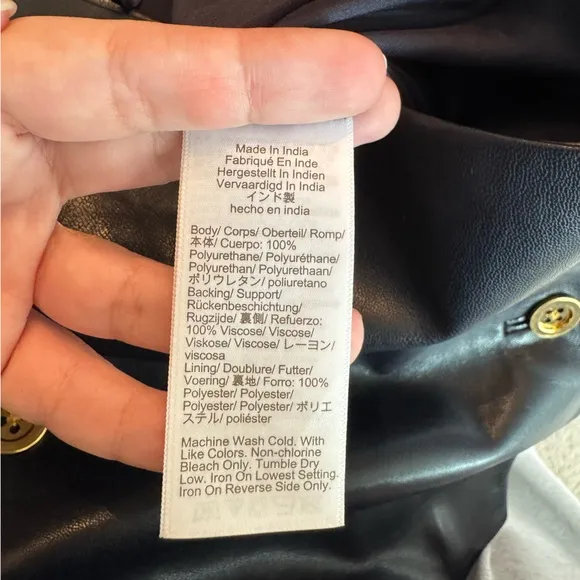 Made In India
Fabriqué En Inde
Hergestellt In Indien
Vervaardigd In India
インド製
hecho en india
Body/ Corps/ Oberteil/ Romp/
本体/ Cuerpo: 100%
Polyurethane/ Polyuréthane/
Polyurethan/ Polyurethaan/
ポリウレタン/ poliuretano
Backing/ Support/
Rückenbeschichtung/
Rugzijde/ 裏側/ Refuerzo:
100% Viscose/ Viscose/
Viskose/ Viscose/ レーヨン/
viscosa
Lining/ Doublure/ Futter/
Voering/ 裏地/ Forro: 100%
Polyester/ Polyester/
Polyester/ Polyester/ ポリエ
ステル/ poliéster
Machine Wash Cold. With
Like Colors. Non-chlorine
Bleach Only. Tumble Dry
Low. Iron On Lowest Setting.
Iron On Reverse Side Only.